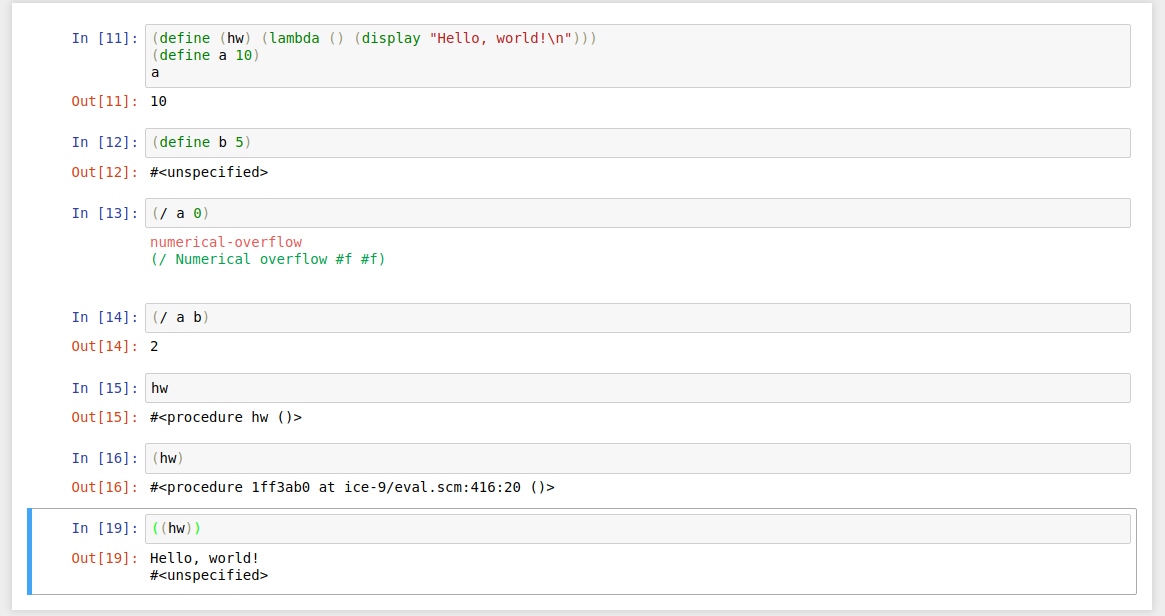 In [11]: (define (hw) (lambda () (display "Hello, world!\n")))
(define a 10)
a
Out[11]: 10
In [12]: (define b 5)
Out[12]: #<unspecified>
In [13]: (/ a 0)
numerical-overflow
(/ Numerical overflow #f #f)
In [14]: (/ a b)
Out[14]: 2
In [15]: hw
Out[15]: #<procedure hw ()>
In [16]: (hw)
Out[16]: #<procedure 1ff3ab0 at ice-9/eval.scm:416:20 ()>
In [19]: ((hw))
Out[19]: Hello, world!
#<unspecified>